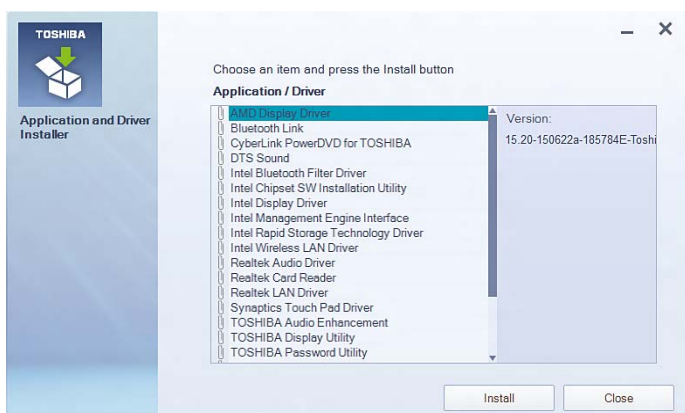 TOSHIBA
Application and Driver
Installer
Choose an item and press the Install button
Application / Driver
AMD Display Driver
Bluetooth Link
CyberLink PowerDVD for TOSHIBA
DTS Sound
Intel Bluetooth Filter Driver
Intel Chipset SW Installation Utility
Intel Display Driver
Intel Management Engine Interface
Intel Rapid Storage Technology Driver
Intel Wireless LAN Driver
Realtek Audio Driver
Realtek Card Reader
Realtek LAN Driver
Synaptics Touch Pad Driver
TOSHIBA Audio Enhancement
TOSHIBA Display Utility
TOSHIBA Password Utility
Version:
15.20-150622a-185784E-Toshi
Install
Close